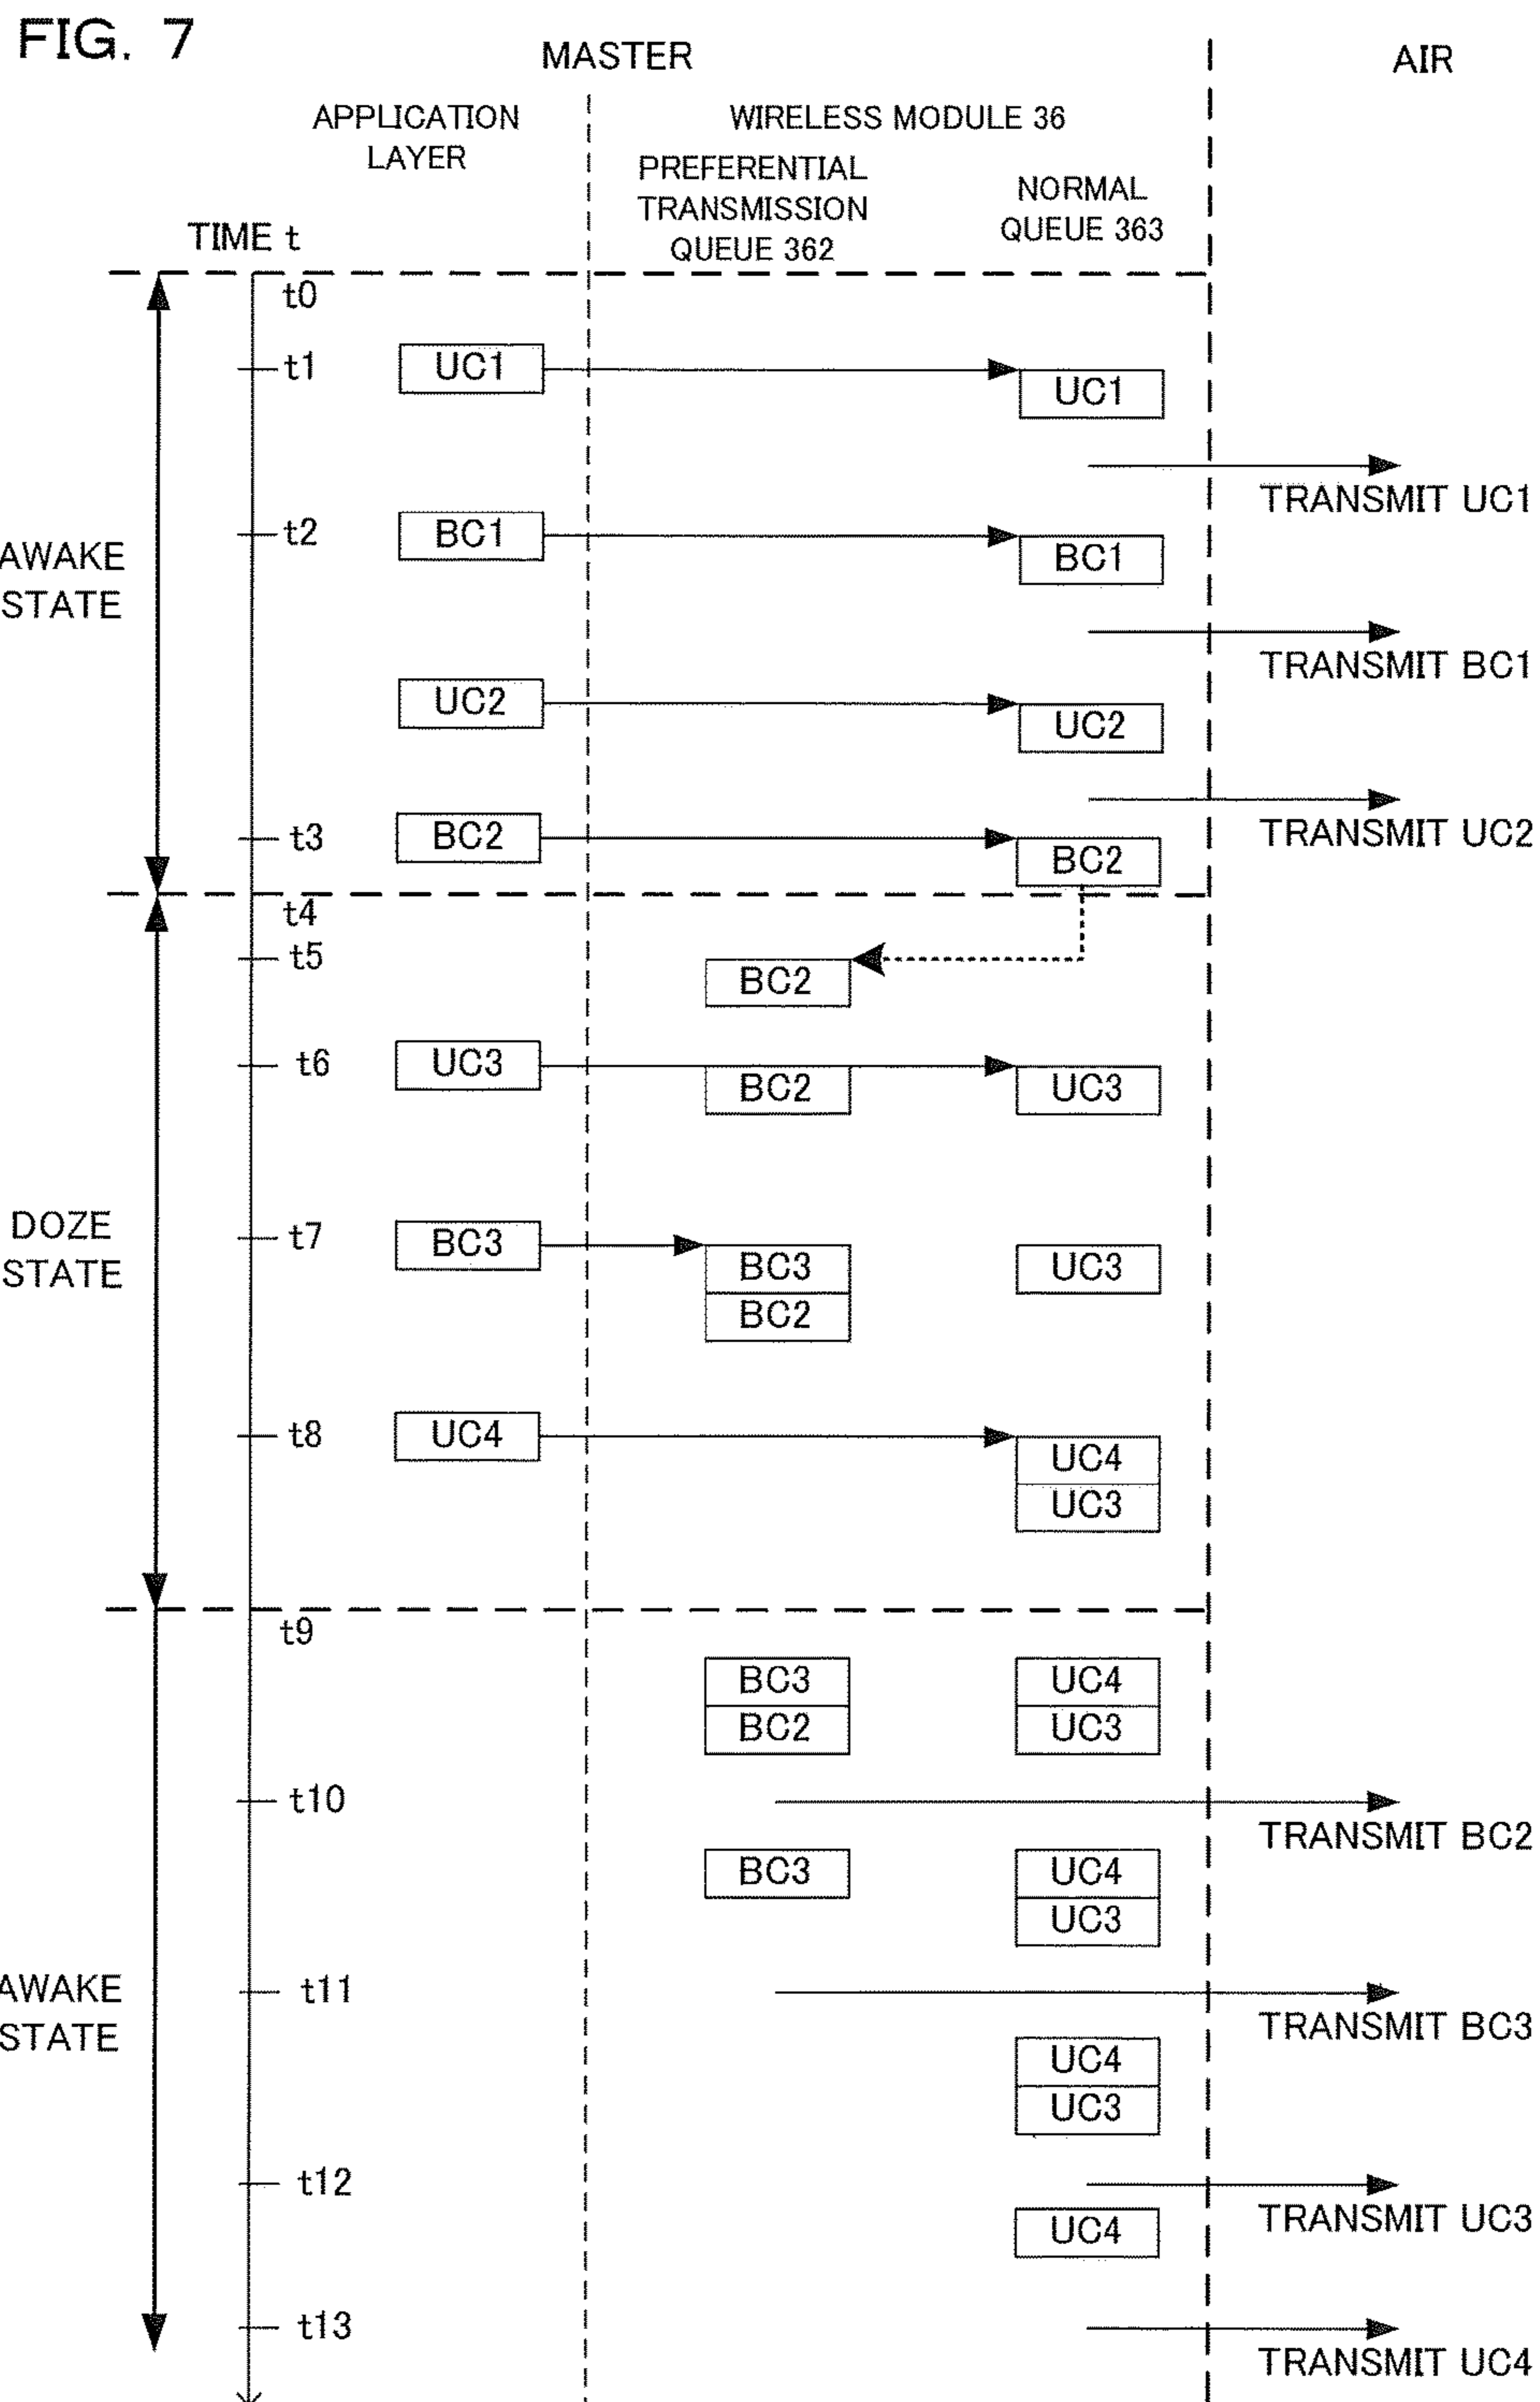 FIG. 7
MASTER
AIR
APPLICATION
LAYER
WIRELESS MODULE 36
PREFERENTIAL
TRANSMISSION
QUEUE 362
NORMAL
QUEUE 363
TIME t
t0
t1
UC1
UC1
TRANSMIT UC1
t2
BC1
BC1
AWAKE
STATE
TRANSMIT BC1
UC2
UC2
t3
BC2
BC2
TRANSMIT UC2
t4
t5
BC2
t6
UC3
BC2
UC3
DOZE
STATE
t7
BC3
BC3
BC2
UC3
t8
UC4
UC4
UC3
t9
BC3
BC2
UC4
UC3
t10
TRANSMIT BC2
BC3
UC4
UC3
AWAKE
STATE
t11
TRANSMIT BC3
UC4
UC3
t12
TRANSMIT UC3
UC4
t13
TRANSMIT UC4